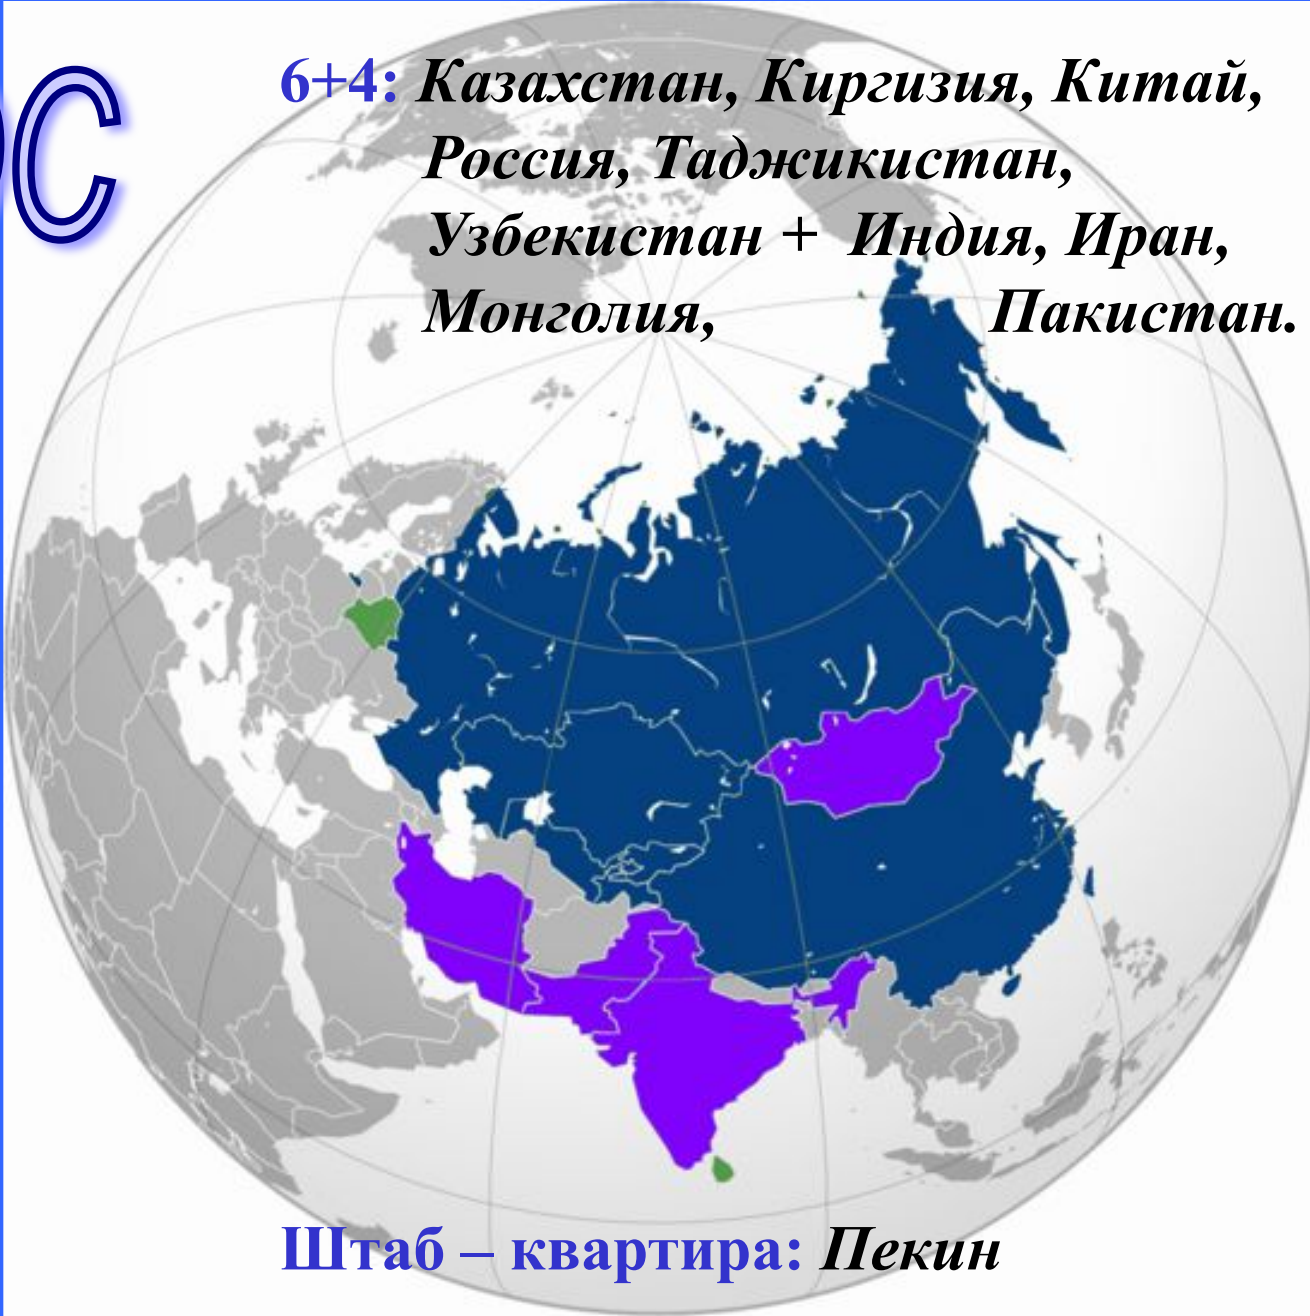 ОС
6+4: Казахстан, Киргизия, Китай,
Россия, Таджикистан,
Узбекистан + Индия, Иран,
Монголия, Пакистан.
Штаб – квартира: Пекин